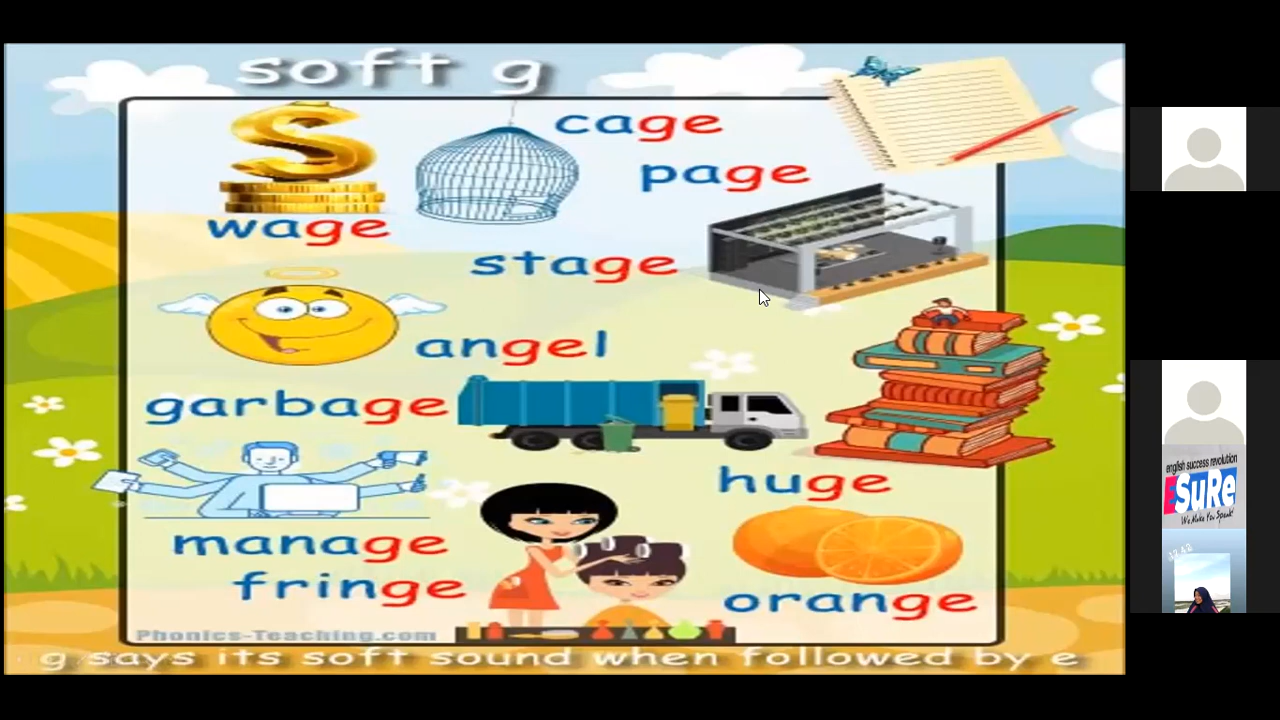 soft g
cage
page
wage
stage
angel
garbage
huge
manage
fringe
orange
Phonics-Teaching.com
g says its soft sound when followed by e
english success revolution
ESuRe
We Make You Speak!